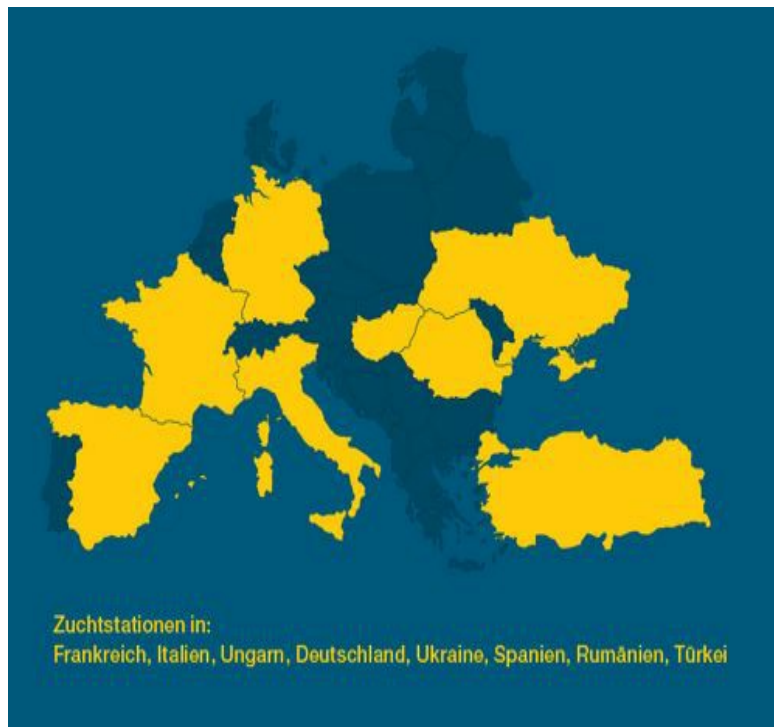 Zuchtstationen in:
Frankreich, Italien, Ungarn, Deutschland, Ukraine, Spanien, Rumänien, Türkei